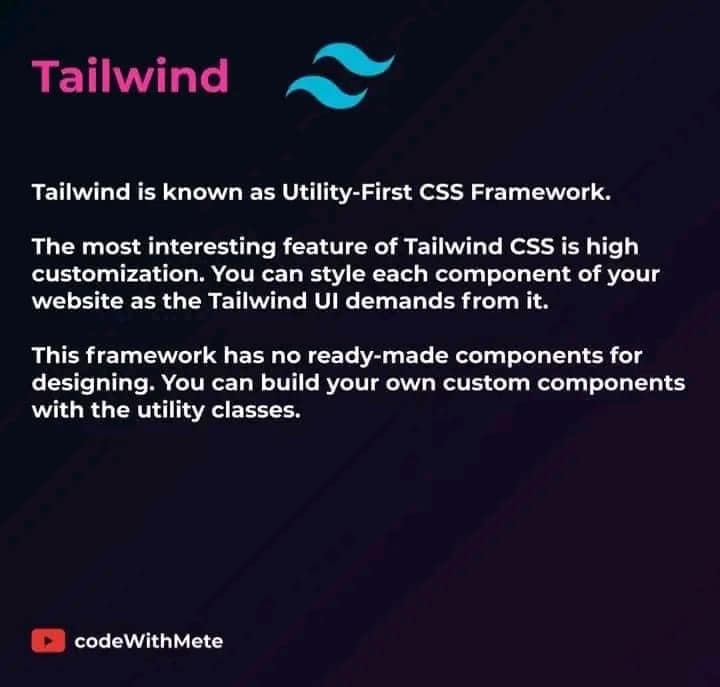 Tailwind
Tailwind is known as Utility-First CSS Framework.
The most interesting feature of Tailwind CSS is high
customization. You can style each component of your
website as the Tailwind UI demands from it.
This framework has no ready-made components for
designing. You can build your own custom components
with the utility classes.
codeWithMete